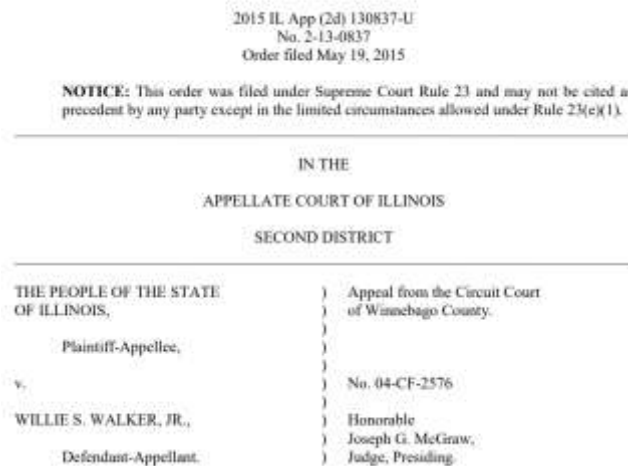 2015 IL App (2d) 130837-U
No. 2-13-0837
Order filed May 19, 2015
NOTICE: This order was filed under Supreme Court Rule 23 and may not be cited a
precedent by any party except in the limited circumstances allowed under Rule 23(e)(1).
IN THE
APPELLATE COURT OF ILLINOIS
SECOND DISTRICT
THE PEOPLE OF THE STATE ) Appeal from the Circuit Court
OF ILLINOIS, ) of Winnebago County.
)
Plaintiff-Appellee, )
)
v. ) No. 04-CF-2576
)
WILLIE S. WALKER, JR., ) Honorable
) Joseph G. McGraw,
Defendant-Appellant. ) Judge, Presiding.